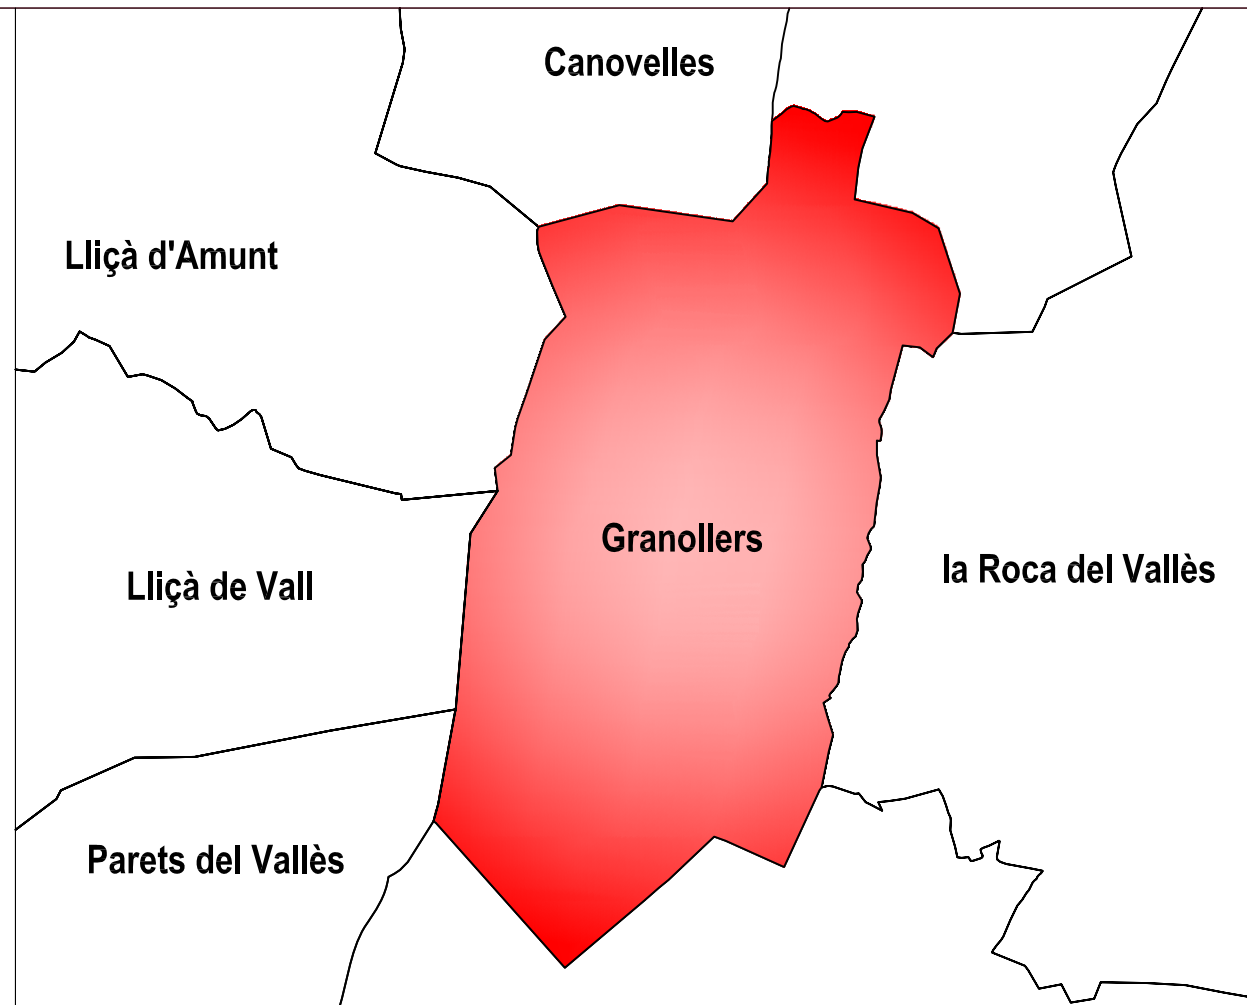 Canovelles
Lliçà d'Amunt
Granollers
la Roca del Vallès
Lliçà de Vall
Parets del Vallès